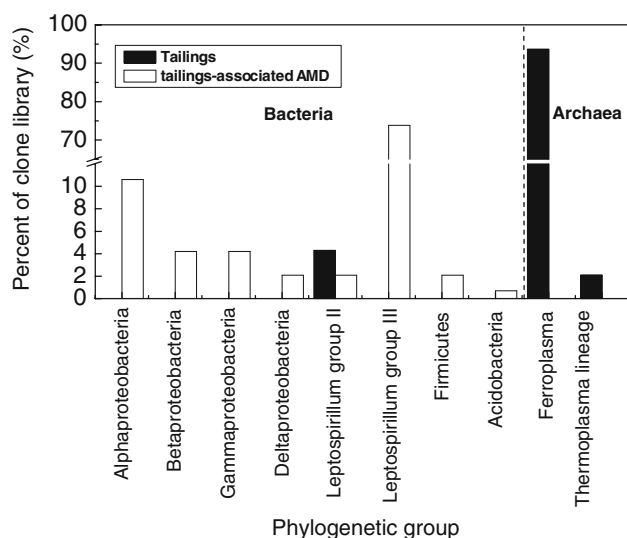 Percent of clone library (%)
100
90
80
70
10
8
6
4
2
0
Tailings
tailings-associated AMD
Bacteria
Archaea
Alphaproteobacteria
Betaproteobacteria
Gammaproteobacteria
Deltaproteobacteria
Leptospirillum group II
Leptospirillum group III
Firmicutes
Acidobacteria
Ferroplasma
Thermoplasma lineage
Phylogenetic group